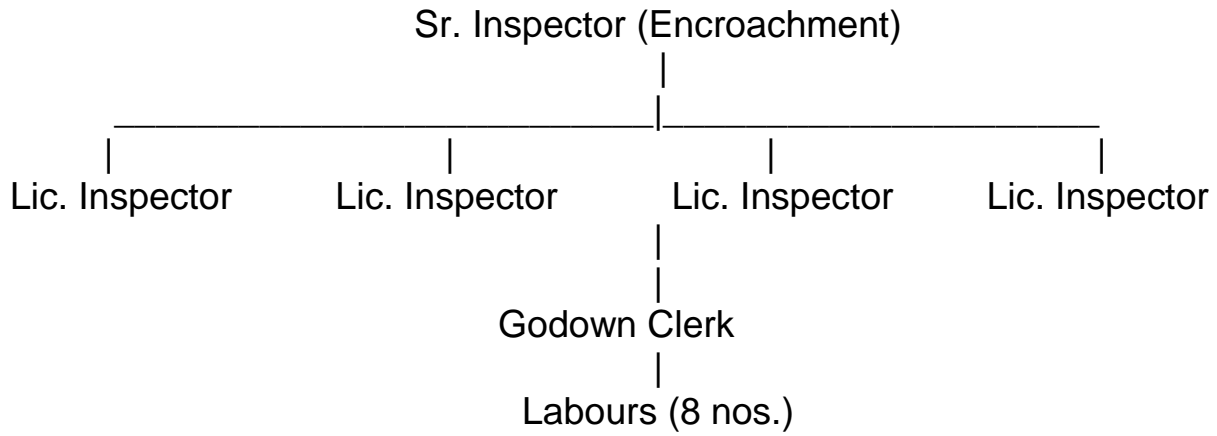 Sr. Inspector (Encroachment)
Lic. Inspector Lic. Inspector Lic. Inspector Lic. Inspector
Godown Clerk
Labours (8 nos.)